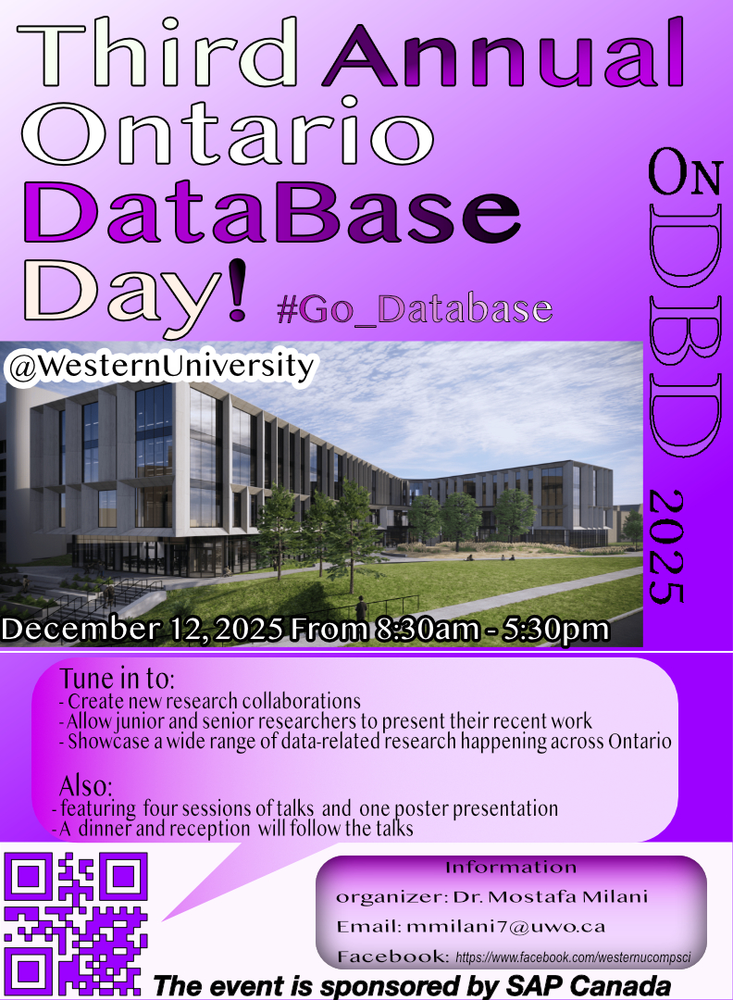 Third Annual
Ontario
DataBase
Day!
#Go_Database
ON DBD 2025
@WesternUniversity
December 12, 2025 From 8:30am - 5:30pm
Tune in to:
- Create new research collaborations
- Allow junior and senior researchers to present their recent work
- Showcase a wide range of data-related research happening across Ontario
Also:
- featuring four sessions of talks and one poster presentation
- A dinner and reception will follow the talks
Information
organizer: Dr. Mostafa Milani
Email: mmilani7@uwo.ca
Facebook: https://www.facebook.com/westernucompsci
The event is sponsored by SAP Canada